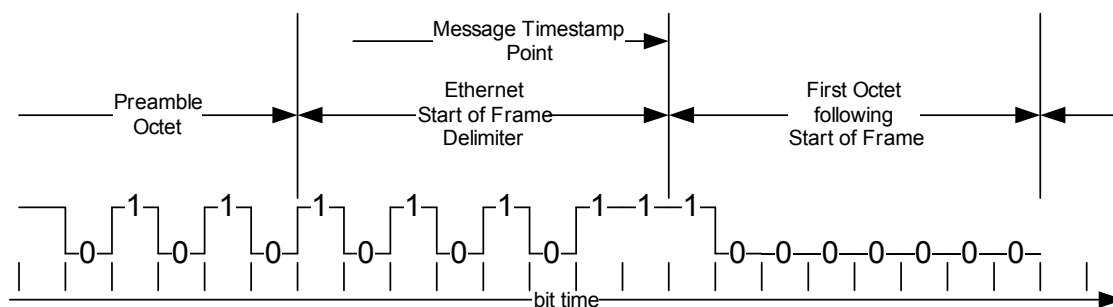 Message Timestamp
Point
Preamble
Octet
Ethernet
Start of Frame
Delimiter
First Octet
following
Start of Frame
0 1 0 1 0 1 0 1 0 1 0 1 1 1 0 0 0 0 0 0 0
bit time